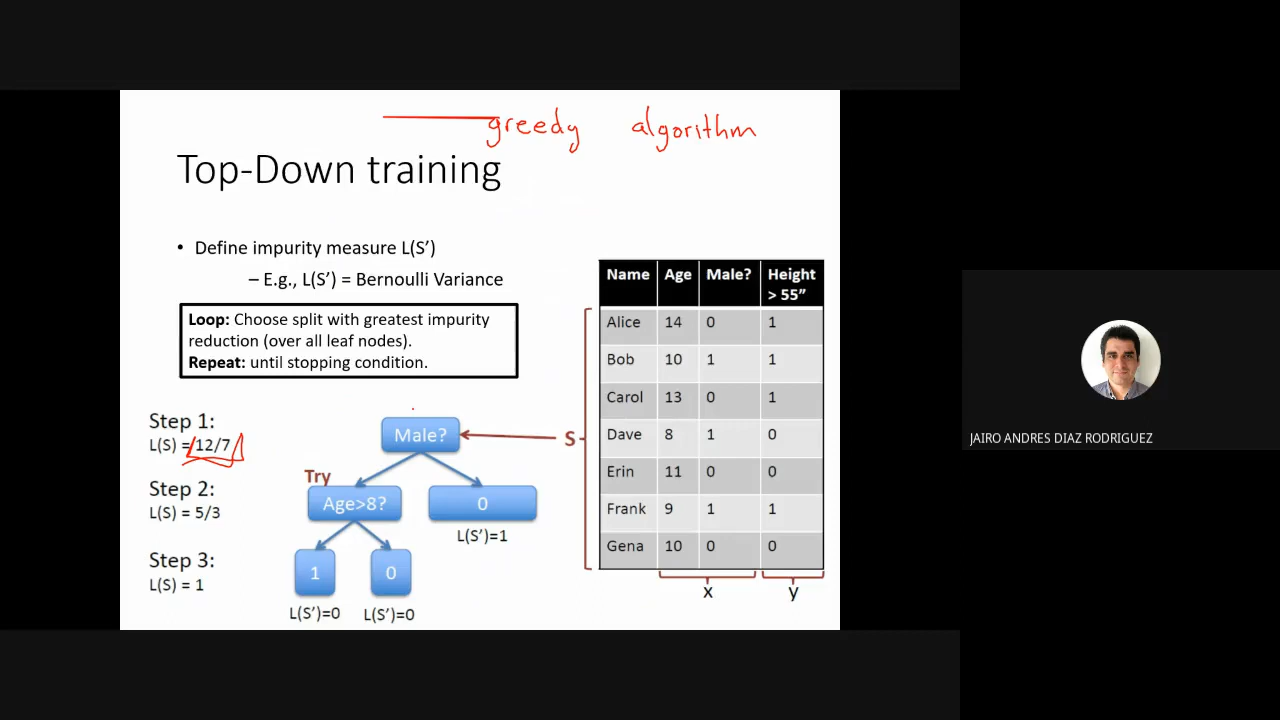 greedy algorithm
Top-Down training
• Define impurity measure L(S’)
– E.g., L(S’) = Bernoulli Variance
Loop: Choose split with greatest impurity
reduction (over all leaf nodes).
Repeat: until stopping condition.
Step 1:
L(S) = 12/7
Step 2:
L(S) = 5/3
Step 3:
L(S) = 1
Male?
Try
Age>8?
0
L(S’)=1
1
0
L(S’)=0
L(S’)=0
S
Name Age Male? Height
> 55”
Alice 14 0 1
Bob 10 1 1
Carol 13 0 1
Dave 8 1 0
Erin 11 0 0
Frank 9 1 1
Gena 10 0 0
x y
JAIRO ANDRES DIAZ RODRIGUEZ